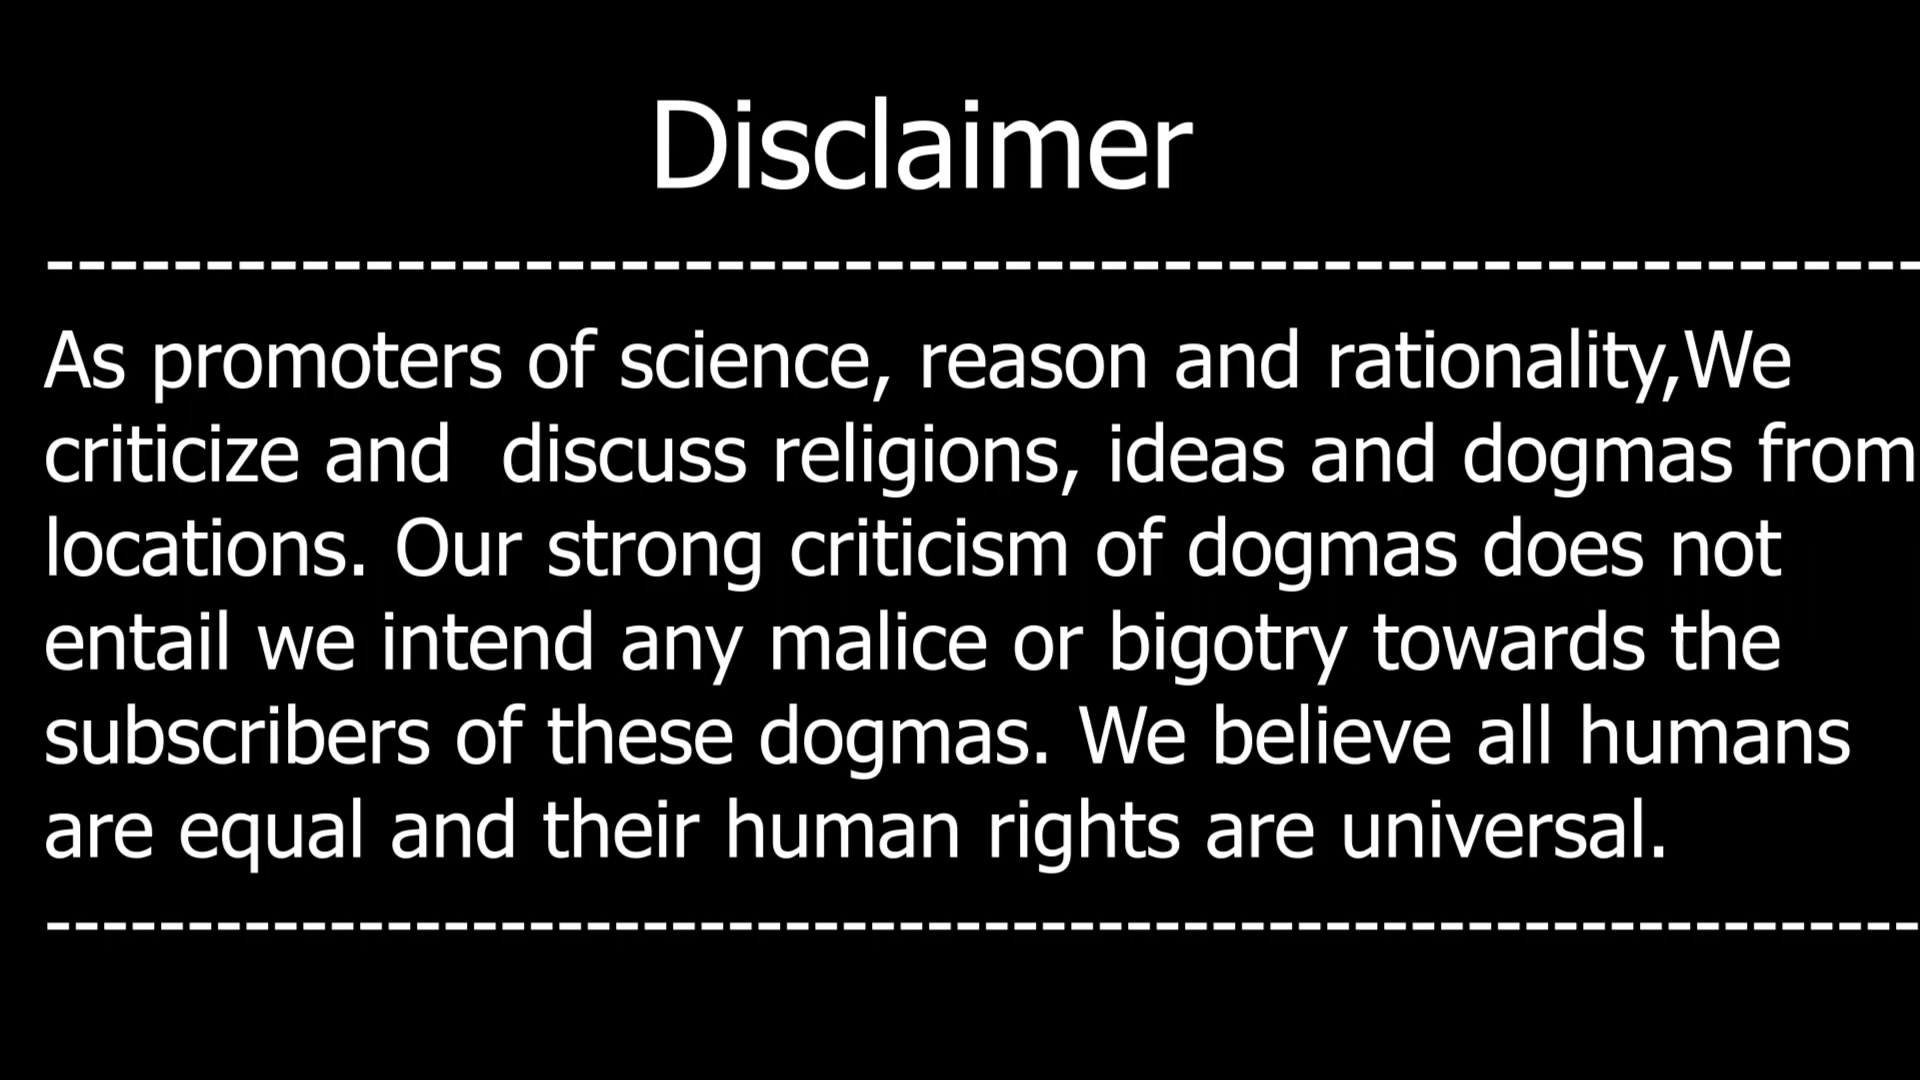 Disclaimer
------------------------------------------------------------
As promoters of science, reason and rationality,We
criticize and  discuss religions, ideas and dogmas from
locations. Our strong criticism of dogmas does not
entail we intend any malice or bigotry towards the
subscribers of these dogmas. We believe all humans
are equal and their human rights are universal.
------------------------------------------------------------------